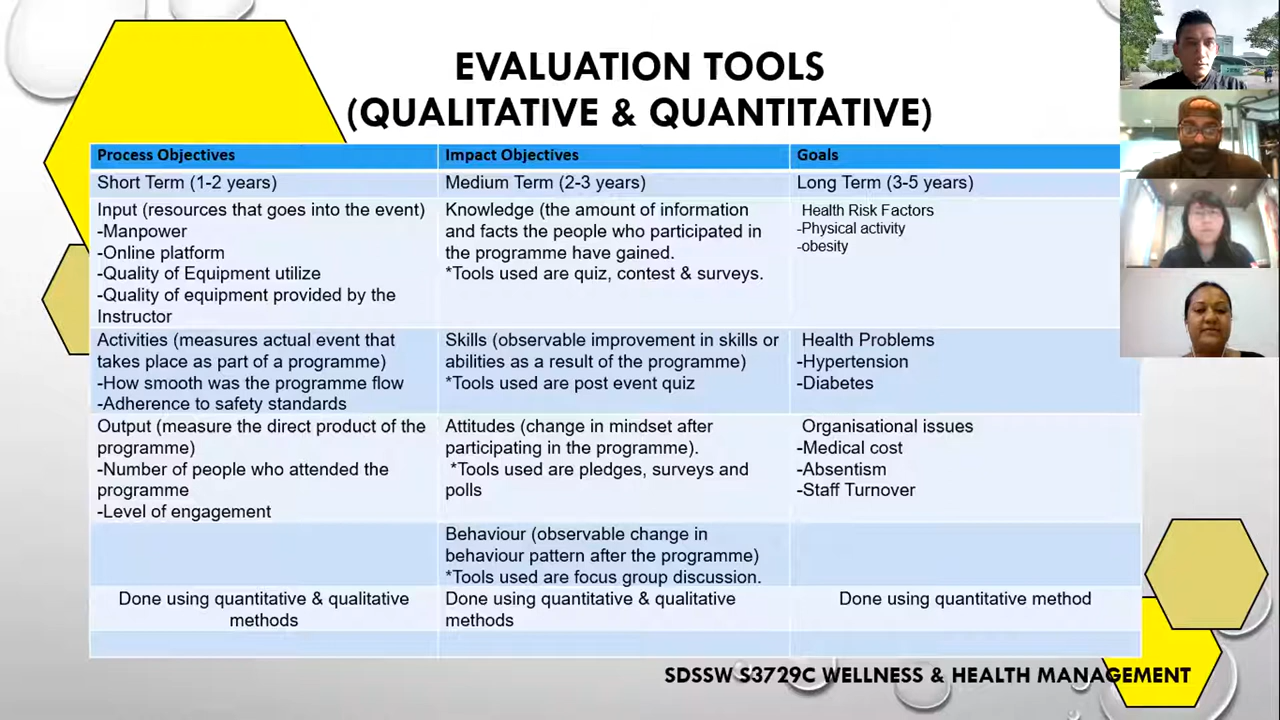 EVALUATION TOOLS
(QUALITATIVE & QUANTITATIVE)
Process Objectives
Impact Objectives
Goals
Short Term (1-2 years)
Medium Term (2-3 years)
Long Term (3-5 years)
Input (resources that goes into the event)
-Manpower
-Online platform
-Quality of Equipment utilize
-Quality of equipment provided by the
Instructor
Knowledge (the amount of information
and facts the people who participated in
the programme have gained.
*Tools used are quiz, contest & surveys.
Health Risk Factors
-Physical activity
-obesity
Activities (measures actual event that
takes place as part of a programme)
-How smooth was the programme flow
-Adherence to safety standards
Skills (observable improvement in skills or
abilities as a result of the programme)
*Tools used are post event quiz
Health Problems
-Hypertension
-Diabetes
Output (measure the direct product of the
programme)
-Number of people who attended the
programme
-Level of engagement
Attitudes (change in mindset after
participating in the programme).
*Tools used are pledges, surveys and
polls
Organisational issues
-Medical cost
-Absentism
-Staff Turnover
Behaviour (observable change in
behaviour pattern after the programme)
*Tools used are focus group discussion.
Done using quantitative & qualitative
methods
Done using quantitative & qualitative
methods
Done using quantitative method
SDSSW S3729C WELLNESS & HEALTH MANAGEMENT